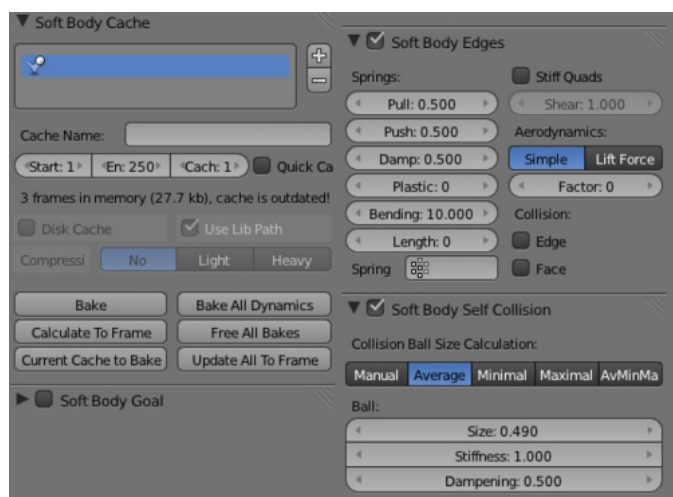 Soft Body Cache
Cache Name:
Start: 1 En: 250 Cach: 1 Quick Ca
3 frames in memory (27.7 kb), cache is outdated!
Disk Cache Use Lib Path
Compressi No Light Heavy
Bake Bake All Dynamics
Calculate To Frame Free All Bakes
Current Cache to Bake Update All To Frame
Soft Body Goal
Soft Body Edges
Springs: Stiff Quads
Pull: 0.500 Shear: 1.000
Push: 0.500 Aerodynamics:
Damp: 0.500 Simple Lift Force
Plastic: 0 Factor: 0
Bending: 10.000 Collision:
Length: 0 Edge
Spring Face
Soft Body Self Collision
Collision Ball Size Calculation:
Manual Average Minimal Maximal AvMinMa
Ball:
Size: 0.490
Stiffness: 1.000
Dampening: 0.500